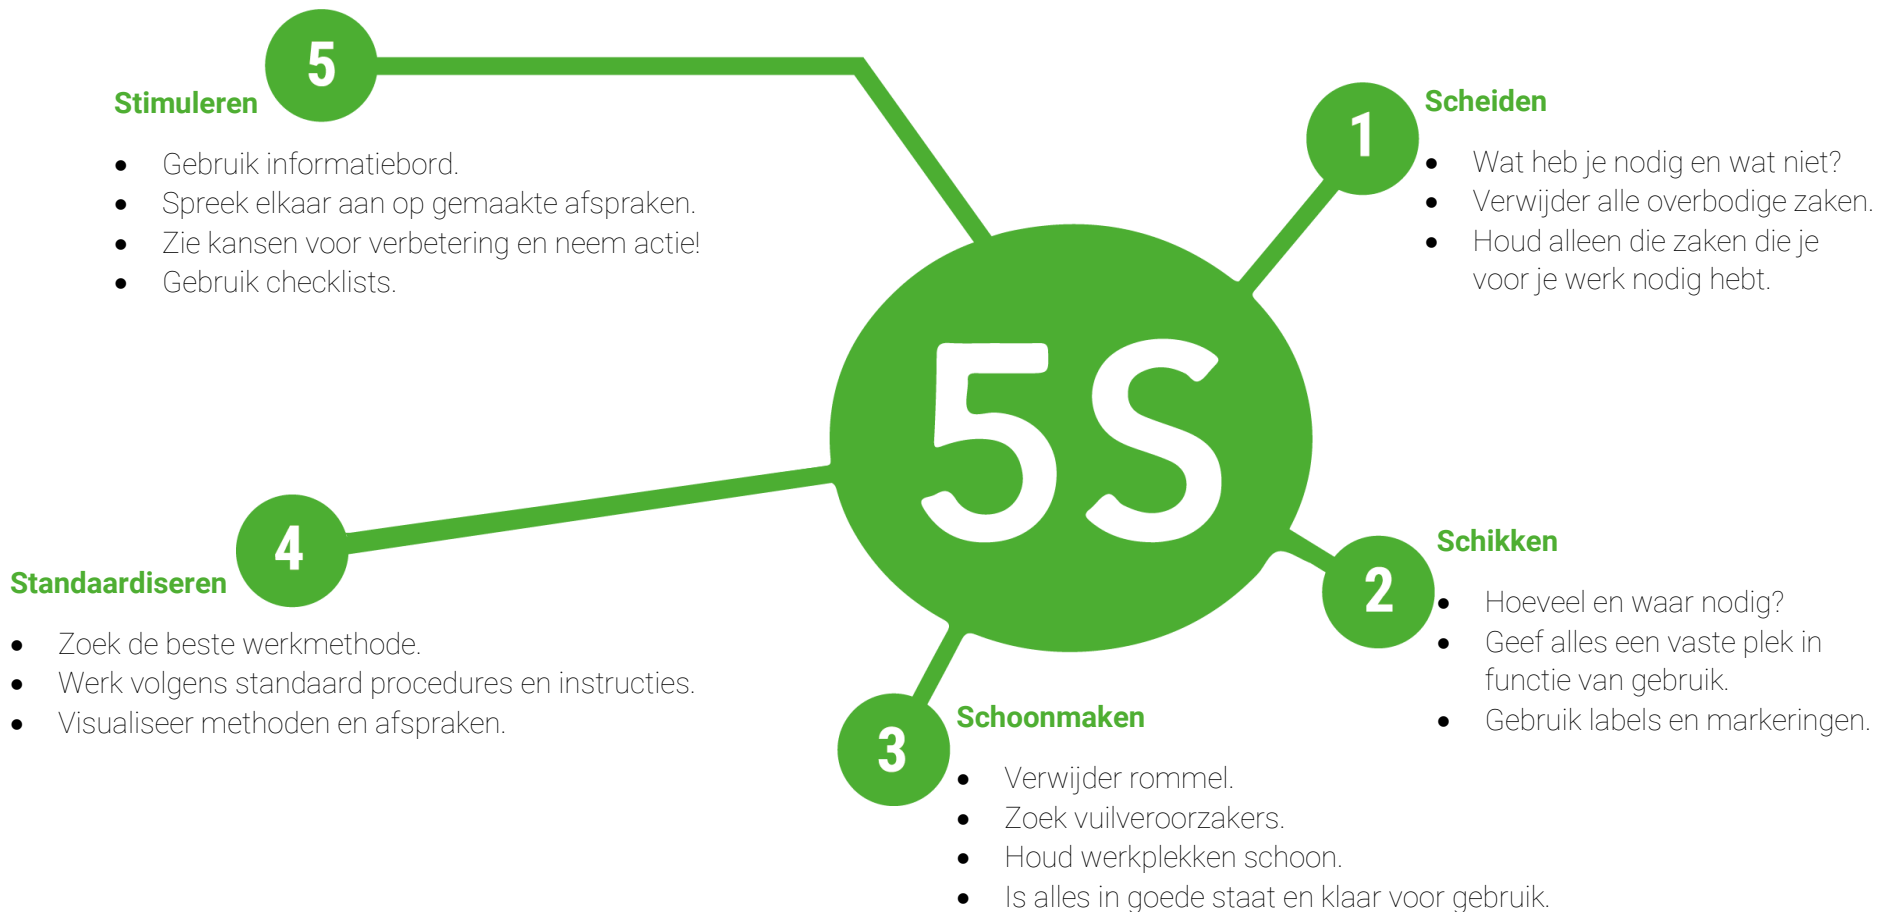 5S
1
Scheiden
• Wat heb je nodig en wat niet?
• Verwijder alle overbodige zaken.
• Houd alleen die zaken die je
voor je werk nodig hebt.
2
Schikken
• Hoeveel en waar nodig?
• Geef alles een vaste plek in
functie van gebruik.
• Gebruik labels en markeringen.
3
Schoonmaken
• Verwijder rommel.
• Zoek vuilveroorzakers.
• Houd werkplekken schoon.
• Is alles in goede staat en klaar voor gebruik.
4
Standaardiseren
• Zoek de beste werkmethode.
• Werk volgens standaard procedures en instructies.
• Visualiseer methoden en afspraken.
5
Stimuleren
• Gebruik informatiebord.
• Spreek elkaar aan op gemaakte afspraken.
• Zie kansen voor verbetering en neem actie!
• Gebruik checklists.